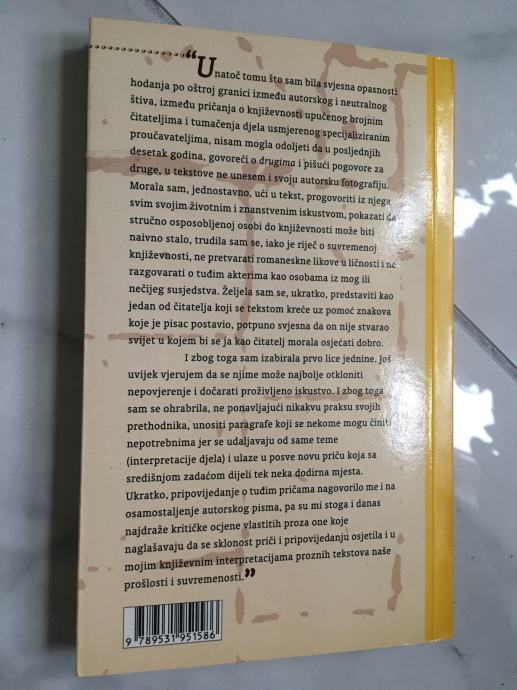 “Unatoč tomu što sam bila svjesna opasnosti
hodanja po oštroj granici između autorskog i neutralnog
štiva, između pričanja o književnosti upućenog brojnim
čitateljima i tumačenja djela usmjerenog specijaliziranim
proučavateljima, nisam mogla odoljeti da u posljednjih
desetak godina, govoreći o drugima i pišući pogovore za
druge, u tekstove ne unesem i svoju autorsku fotografiju.
Morala sam, jednostavno, ući u tekst, progovoriti iz njega
svim svojim životnim i znanstvenim iskustvom, pokazati da
stručno osposobljenoj osobi do književnosti može biti
naivno stalo, trudila sam se, iako je riječ o suvremenoj
književnosti, ne pretvarati romaneskne likove u ličnosti i ne
razgovarati o tuđim akterima kao osobama iz mog ili
nečijeg susjedstva. Željela sam se, ukratko, predstaviti kao
jedan od čitatelja koji se tekstom kreće uz pomoć znakova
koje je pisac postavio, potpuno svjesna da on nije stvarao
svijet u kojem bi se ja kao čitatelj morala osjećati dobro.
I zbog toga sam izabirala prvo lice jednine. Još
uvijek vjerujem da se njime može najbolje otkloniti
nepovjerenje i dočarati proživljeno iskustvo. I zbog toga
sam se ohrabrila, ne ponavljajući nikakvu praksu svojih
prethodnika, unositi paragrafe koji se nekome mogu činiti
nepotrebnima jer se udaljavaju od same teme
(interpretacije djela) i ulaze u posve novu priču koja sa
središnjom zadaćom dijeli tek neka dodirna mjesta.
Ukratko, pripovijedanje o tuđim pričama nagovorilo me i na
osamostaljenje autorskog pisma, pa su mi stoga i danas
najdraže kritičke ocjene vlastitih proza one koje
naglašavaju da se sklonost priči i pripovijedanju osjetila i u
mojim književnim interpretacijama proznih tekstova naše
prošlosti i suvremenosti.”
9 789531 951586